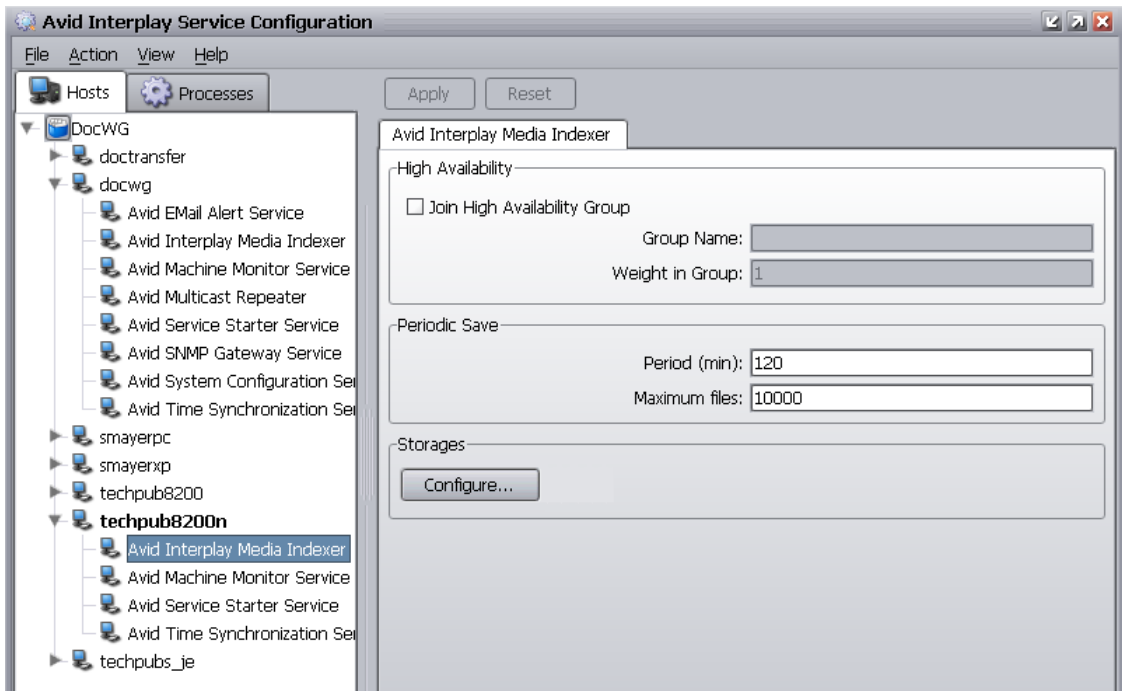 Avid Interplay Service Configuration
File Action View Help
Hosts Processes
Apply Reset
DocWG
doctransfer
docwg
Avid EMail Alert Service
Avid Interplay Media Indexer
Avid Machine Monitor Service
Avid Multicast Repeater
Avid Service Starter Service
Avid SNMP Gateway Service
Avid System Configuration Ser
Avid Time Synchronization Ser
smayerpc
smayerxp
techpub8200
techpub8200n
Avid Interplay Media Indexer
Avid Machine Monitor Service
Avid Service Starter Service
Avid Time Synchronization Ser
techpubs_je
Avid Interplay Media Indexer
High Availability
Join High Availability Group
Group Name:
Weight in Group: 1
Periodic Save
Period (min): 120
Maximum files: 10000
Storages
Configure...